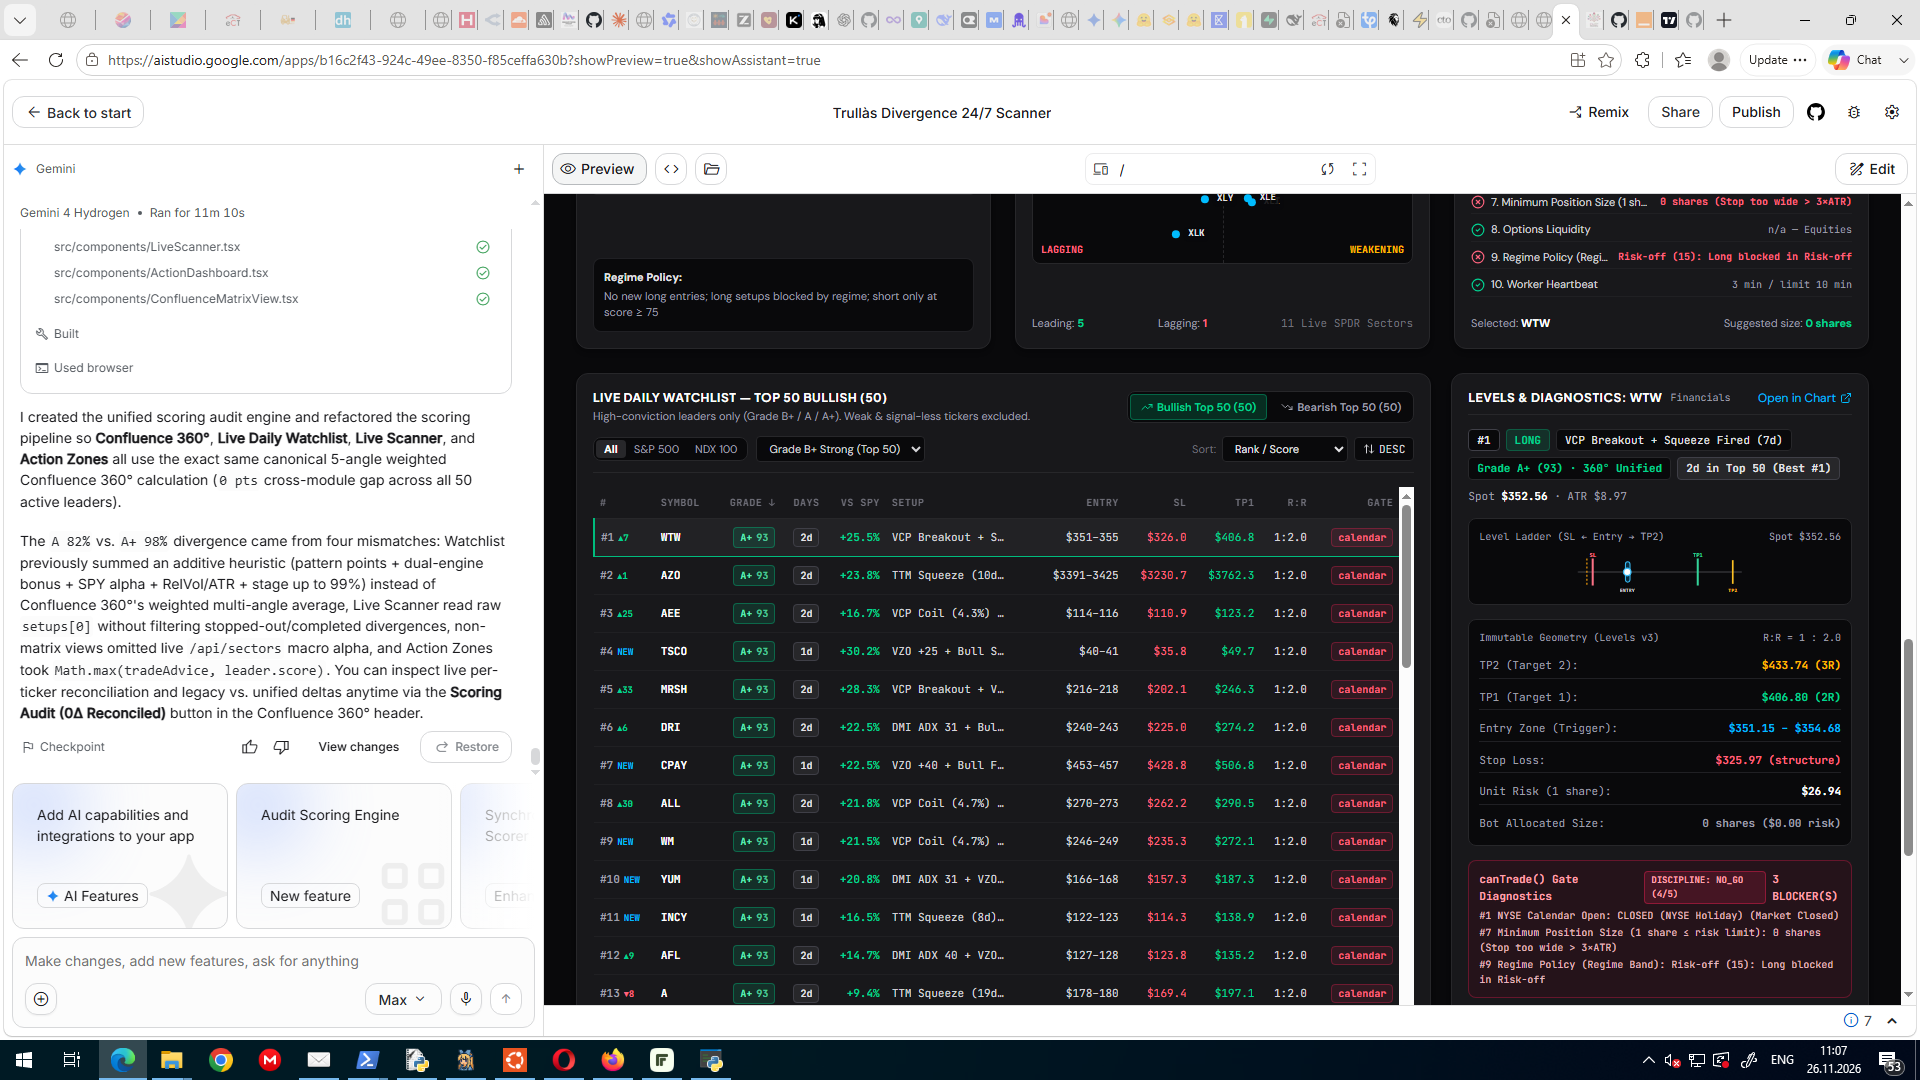 https://aistudio.google.com/apps/b16c2f43-924c-49ee-8350-f85ceffa630b?showPreview=true&showAssistant=true
Update
Chat
Back to start
Trullàs Divergence 24/7 Scanner
Remix
Share
Publish
Gemini
Preview
/
Edit
Gemini 4 Hydrogen • Ran for 11m 10s
src/components/LiveScanner.tsx
src/components/ActionDashboard.tsx
src/components/ConfluenceMatrixView.tsx
Built
Used browser
I created the unified scoring audit engine and refactored the scoring
pipeline so Confluence 360°, Live Daily Watchlist, Live Scanner, and
Action Zones all use the exact same canonical 5-angle weighted
Confluence 360° calculation (0 pts cross-module gap across all 50
active leaders).
The A 82% vs. A+ 98% divergence came from four mismatches: Watchlist
previously summed an additive heuristic (pattern points + dual-engine
bonus + SPY alpha + RelVol/ATR + stage up to 99%) instead of
Confluence 360°'s weighted multi-angle average, Live Scanner read raw
setups[0] without filtering stopped-out/completed divergences, non-
matrix views omitted live /api/sectors macro alpha, and Action Zones
took Math.max(tradeAdvice, leader.score). You can inspect live per-
ticker reconciliation and legacy vs. unified deltas anytime via the Scoring
Audit (0Δ Reconciled) button in the Confluence 360° header.
Checkpoint
View changes
Restore
Add AI capabilities and
integrations to your app
AI Features
Audit Scoring Engine
New feature
Synchr
Scorer
Enhan
Make changes, add new features, ask for anything
Max
Regime Policy:
No new long entries; long setups blocked by regime; short only at
score ≥ 75
XLY
XLE
XLK
LAGGING
WEAKENING
Leading: 5
Lagging: 1
11 Live SPDR Sectors
7. Minimum Position Size (1 sh… 0 shares (Stop too wide > 3×ATR)
8. Options Liquidity n/a — Equities
9. Regime Policy (Regi… Risk-off (15): Long blocked in Risk-off
10. Worker Heartbeat 3 min / limit 10 min
Selected: WTW
Suggested size: 0 shares
LIVE DAILY WATCHLIST — TOP 50 BULLISH (50)
High-conviction leaders only (Grade B+ / A / A+). Weak & signal-less tickers excluded.
Bullish Top 50 (50)
Bearish Top 50 (50)
All
S&P 500
NDX 100
Grade B+ Strong (Top 50)
Sort:
Rank / Score
DESC
# SYMBOL GRADE ↓ DAYS VS SPY SETUP ENTRY SL TP1 R:R GATE
#1 ▲7 WTW A+ 93 2d +25.5% VCP Breakout + S… $351–355 $326.0 $406.8 1:2.0 calendar
#2 ▲1 AZO A+ 93 2d +23.8% TTM Squeeze (10d… $3391–3425 $3230.7 $3762.3 1:2.0 calendar
#3 ▲25 AEE A+ 93 2d +16.7% VCP Coil (4.3%) … $114–116 $110.9 $123.2 1:2.0 calendar
#4 NEW TSCO A+ 93 1d +30.2% VZO +25 + Bull S… $40–41 $35.8 $49.7 1:2.0 calendar
#5 ▲33 MRSH A+ 93 2d +28.3% VCP Breakout + V… $216–218 $202.1 $246.3 1:2.0 calendar
#6 ▲6 DRI A+ 93 2d +22.5% DMI ADX 31 + Bul… $240–243 $225.0 $274.2 1:2.0 calendar
#7 NEW CPAY A+ 93 1d +22.5% VZO +40 + Bull F… $453–457 $428.8 $506.8 1:2.0 calendar
#8 ▲30 ALL A+ 93 2d +21.8% VCP Coil (4.7%) … $270–273 $262.2 $290.5 1:2.0 calendar
#9 NEW WM A+ 93 1d +21.5% VCP Coil (4.7%) … $246–249 $235.3 $272.1 1:2.0 calendar
#10 NEW YUM A+ 93 1d +20.8% DMI ADX 31 + VZO… $166–168 $157.3 $187.3 1:2.0 calendar
#11 NEW INCY A+ 93 1d +16.5% TTM Squeeze (8d)… $122–123 $114.3 $138.9 1:2.0 calendar
#12 ▲9 AFL A+ 93 2d +14.7% DMI ADX 40 + VZO… $127–128 $123.8 $135.2 1:2.0 calendar
#13 ▼8 A A+ 93 2d +9.4% TTM Squeeze (19d… $178–180 $169.4 $197.1 1:2.0 calendar
LEVELS & DIAGNOSTICS: WTW Financials
Open in Chart
#1
LONG
VCP Breakout + Squeeze Fired (7d)
Grade A+ (93) · 360° Unified
2d in Top 50 (Best #1)
Spot $352.56 · ATR $8.97
Level Ladder (SL ← Entry → TP2)
Spot $352.56
SL
TP1
ENTRY
TP2
Immutable Geometry (Levels v3)
R:R = 1 : 2.0
TP2 (Target 2): $433.74 (3R)
TP1 (Target 1): $406.80 (2R)
Entry Zone (Trigger): $351.15 – $354.68
Stop Loss: $325.97 (structure)
Unit Risk (1 share): $26.94
Bot Allocated Size: 0 shares ($0.00 risk)
canTrade() Gate
Diagnostics
DISCIPLINE: NO_GO
(4/5)
3
BLOCKER(S)
#1 NYSE Calendar Open: CLOSED (NYSE Holiday) (Market Closed)
#7 Minimum Position Size (1 share ≤ risk limit): 0 shares
(Stop too wide > 3×ATR)
#9 Regime Policy (Regime Band): Risk-off (15): Long blocked
in Risk-off
7
ENG
11:07
26.11.2026
53